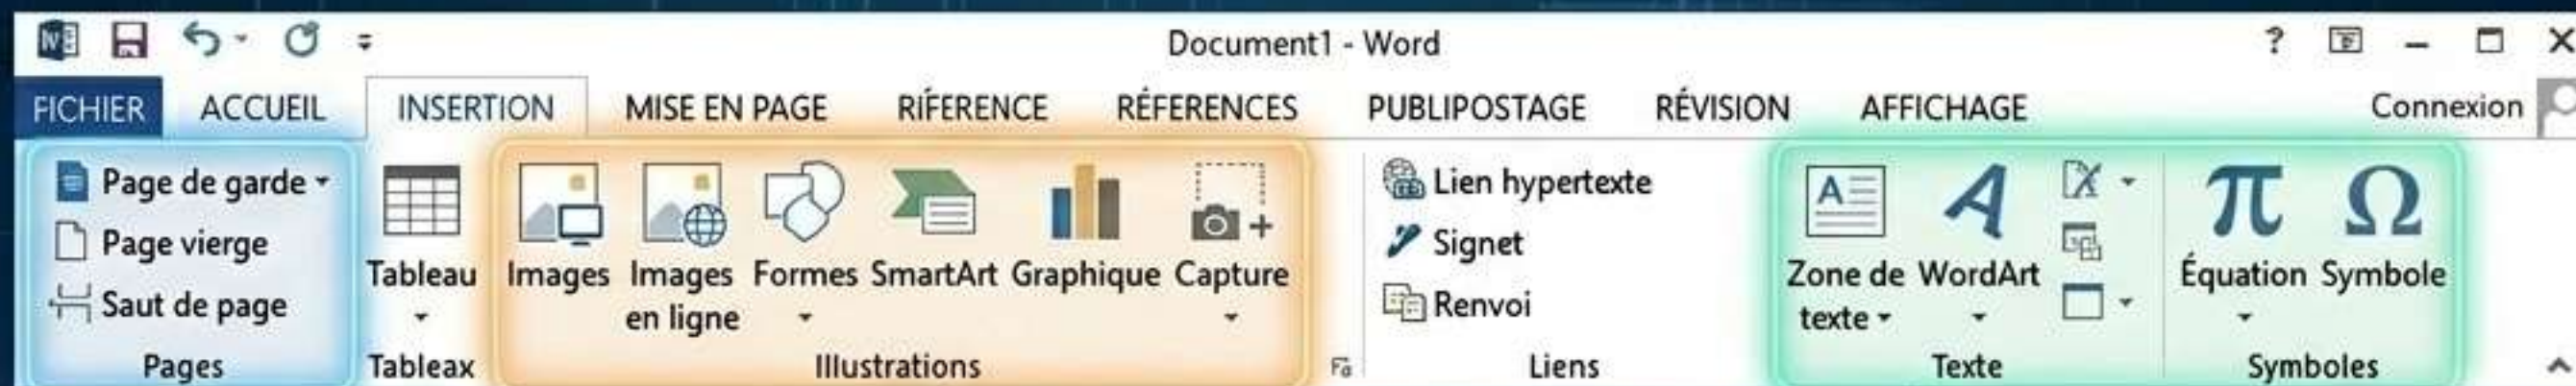 Document1 - Word
?
FICHIER ACCUEIL INSERTION MISE EN PAGE RÍFERENCE RÉFERENCES PUBLIPOSTAGE RÉVISION AFFICHAGE Connexion
Page de garde
Page vierge
Saut de page
Pages
Tableau
Tableax
Images
Images
en ligne
Formes
SmartArt
Graphique
Capture
Illustrations
Lien hypertexte
Signet
Renvoi
Liens
Zone de
texte
WordArt
Texte
π
Équation
Ω
Symbole
Symboles